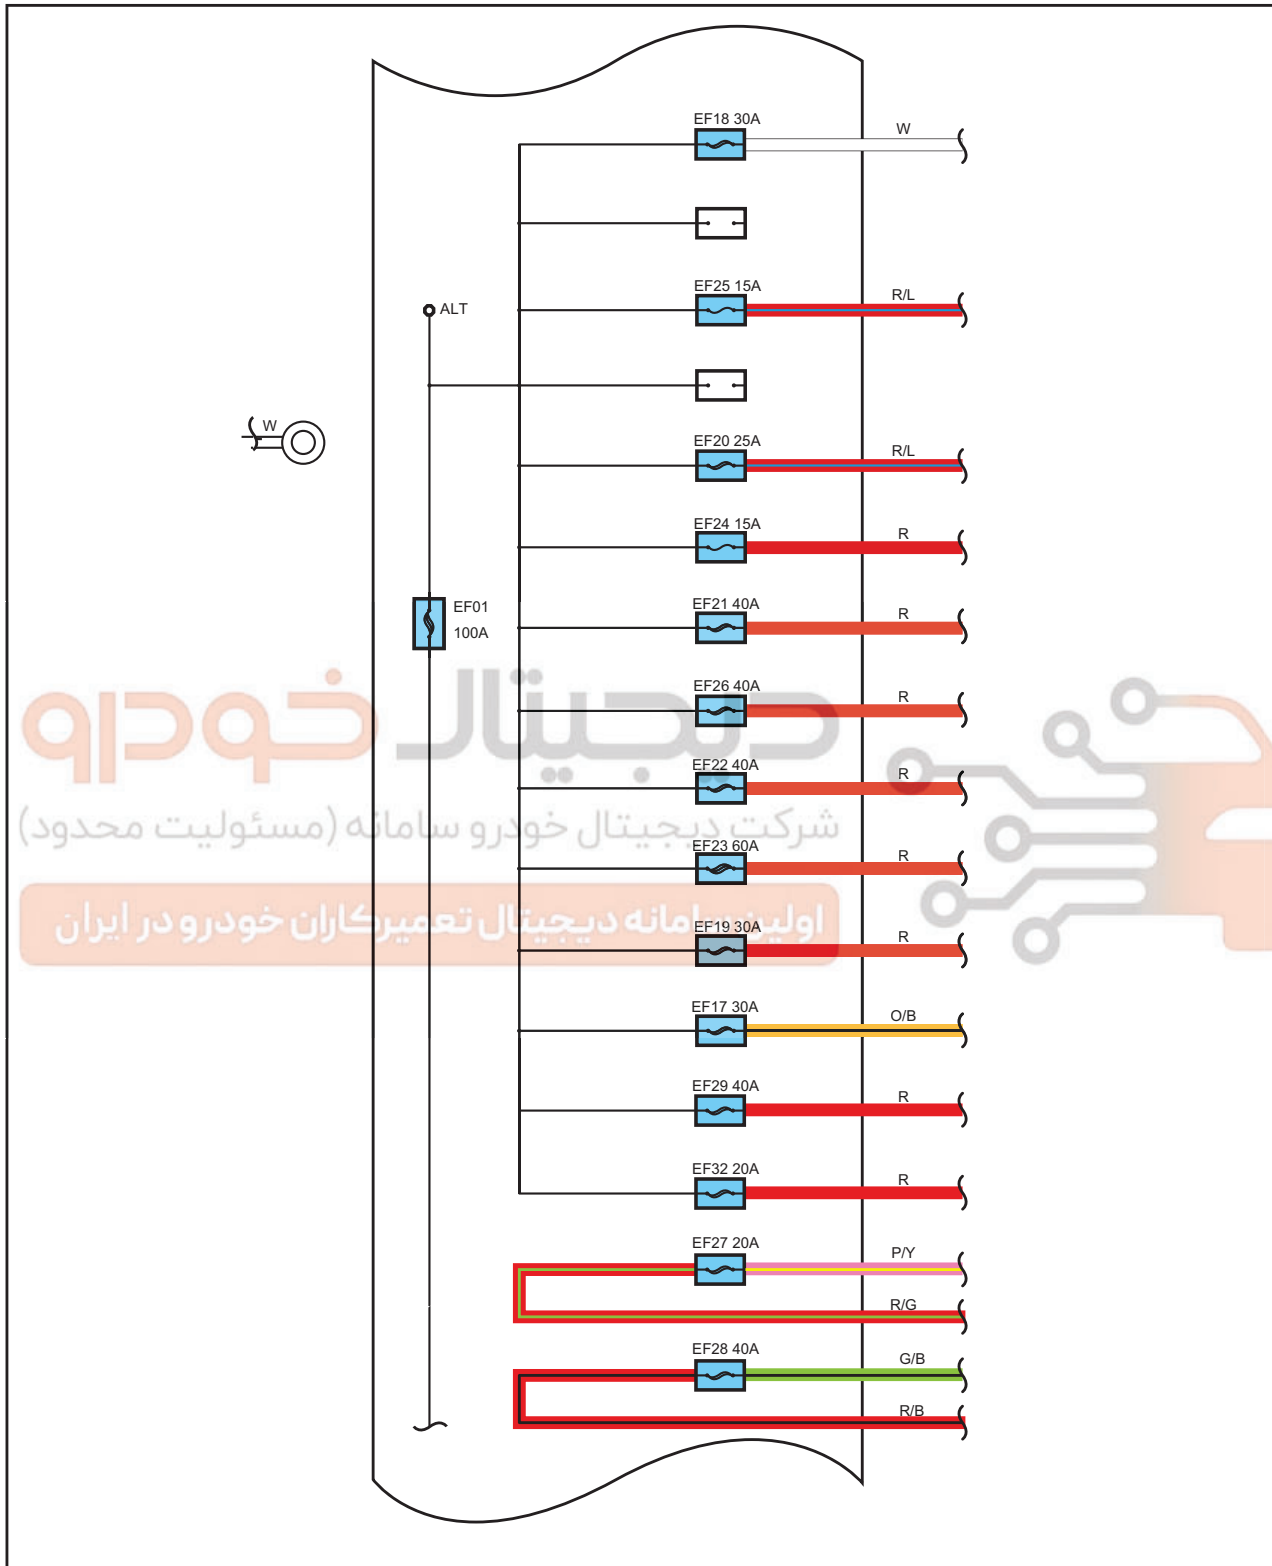 EF18 30A
W
EF25 15A
R/L
ALT
W
EF20 25A
R/L
EF24 15A
R
EF01
100A
EF21 40A
R
EF26 40A
R
دیجیتال خودرو
EF22 40A
R
شرکت دیجیتال خودرو سامانه (مسئولیت محدود)
EF23 60A
R
اولین سامانه دیجیتال تعمیرکاران خودرو در ایران
EF19 30A
R
EF17 30A
O/B
EF29 40A
R
EF32 20A
R
EF27 20A
P/Y
R/G
EF28 40A
G/B
R/B